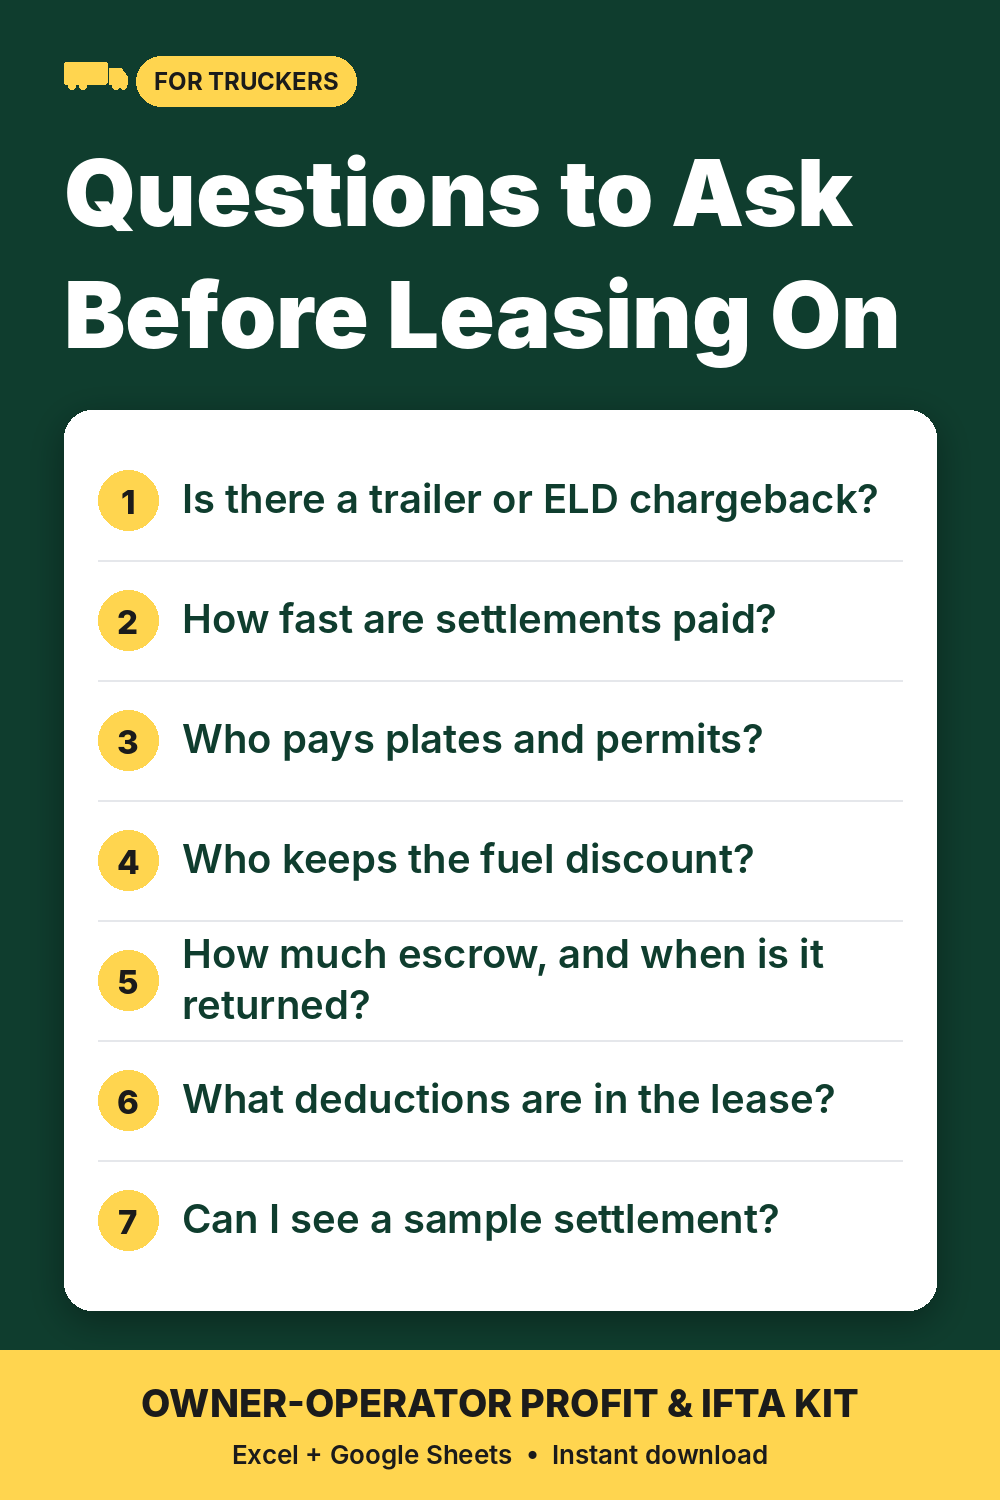 FOR TRUCKERS
Questions to Ask
Before Leasing On
1 Is there a trailer or ELD chargeback?
2 How fast are settlements paid?
3 Who pays plates and permits?
4 Who keeps the fuel discount?
5 How much escrow, and when is it
returned?
6 What deductions are in the lease?
7 Can I see a sample settlement?
OWNER-OPERATOR PROFIT & IFTA KIT
Excel + Google Sheets • Instant download